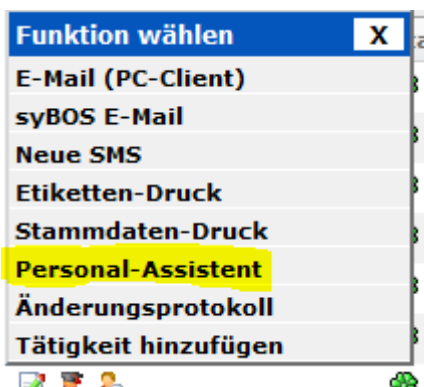 Funktion wählen X
E-Mail (PC-Client)
syBOS E-Mail
Neue SMS
Etiketten-Druck
Stammdaten-Druck
Personal-Assistent
Änderungsprotokoll
Tätigkeit hinzufügen